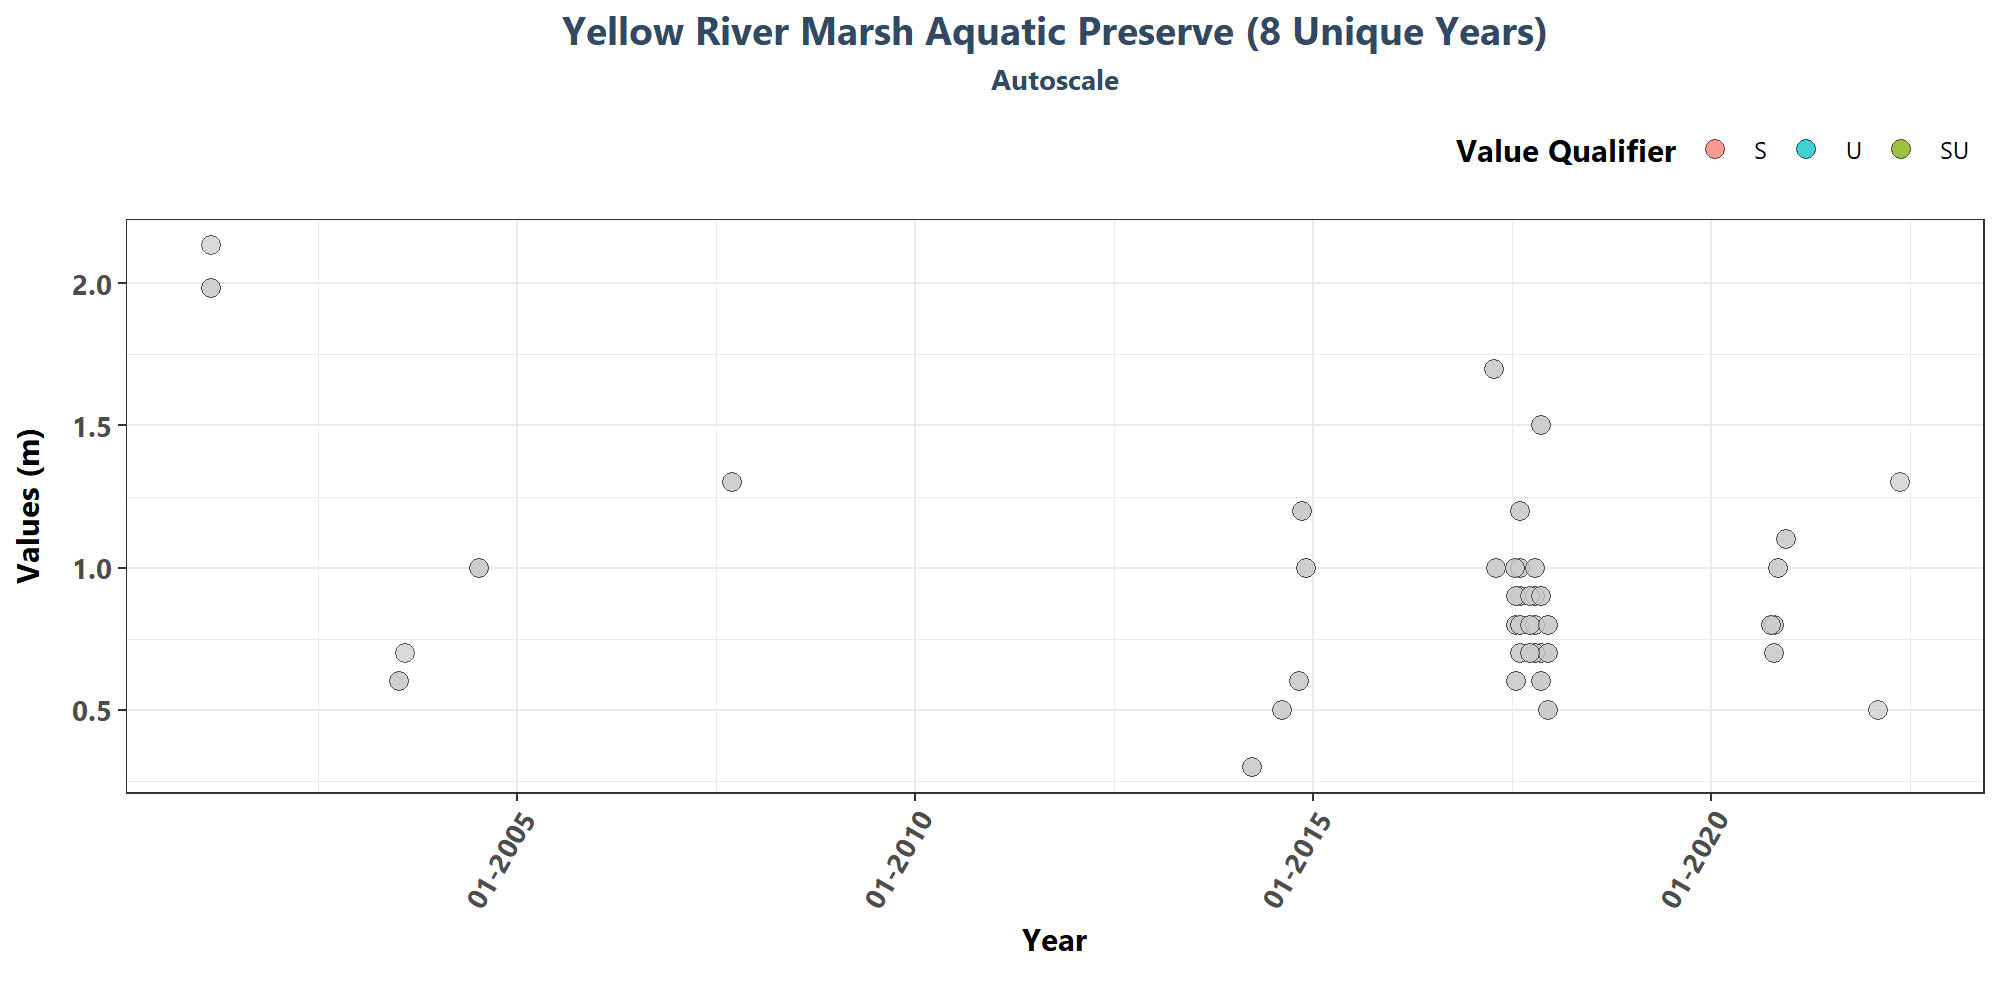 Yellow River Marsh Aquatic Preserve (8 Unique Years)
Autoscale
Value Qualifier S U SU
Values (m)
2.0
1.5
1.0
0.5
01-2005 01-2010 01-2015 01-2020
Year